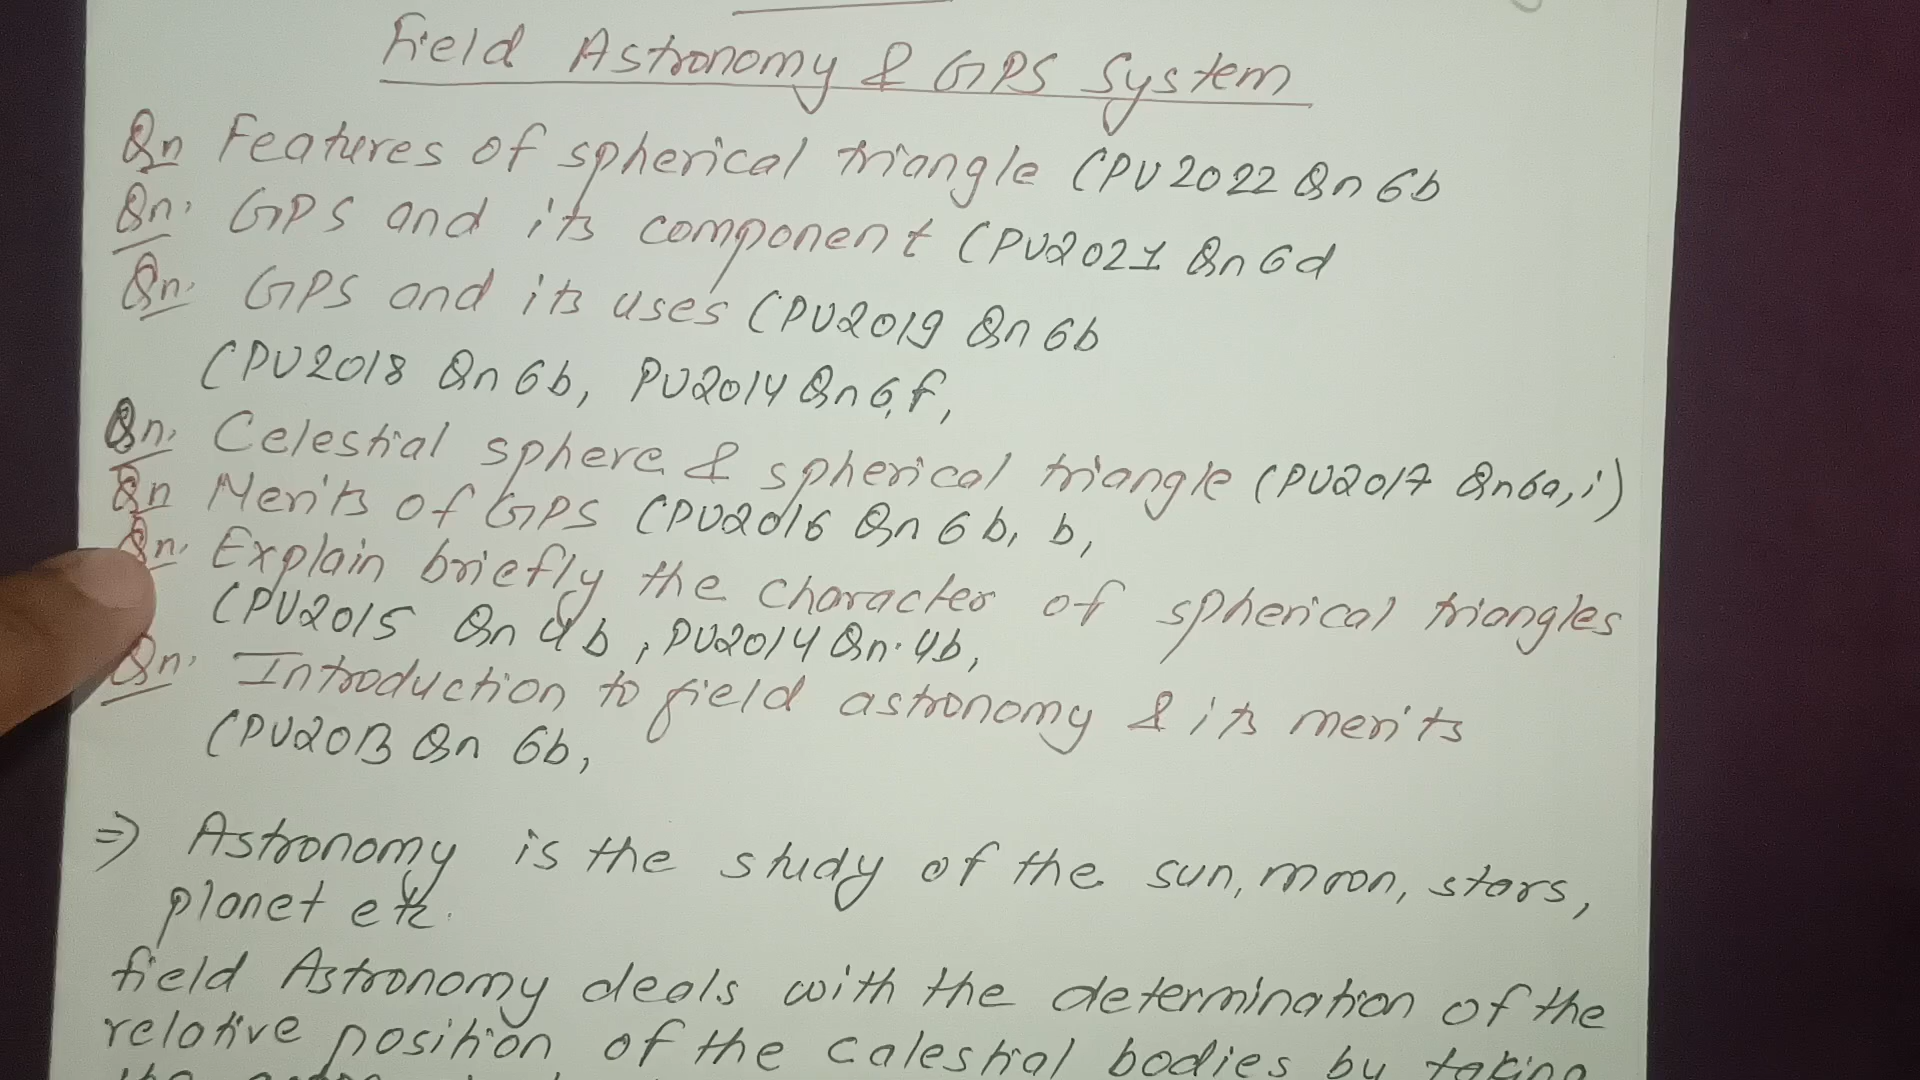 Field Astronomy & GPS System
Qn Features of spherical triangle (PU 2022 Qn 6b
Qn. GPS and its component (PU2021 Qn 6d
Qn. GPS and its uses (PU2019 Qn 6b
(PU2018 Qn 6b, PU2014 Qn 6,f,
Qn. Celestial sphere & spherical triangle (PU2017 Qn6a,i)
Qn Merits of GPS (PU2016 Qn 6b, b,
Qn. Explain briefly the character of spherical triangles
(PU2015 Qn 4b, PU2014 Qn. 4b,
Qn. Introduction to field astronomy & its merits
(PU2013 Qn 6b,
⇒ Astronomy is the study of the sun, moon, stars,
planet etc.
field Astronomy deals with the determination of the
relative position of the calestial bodies by taking